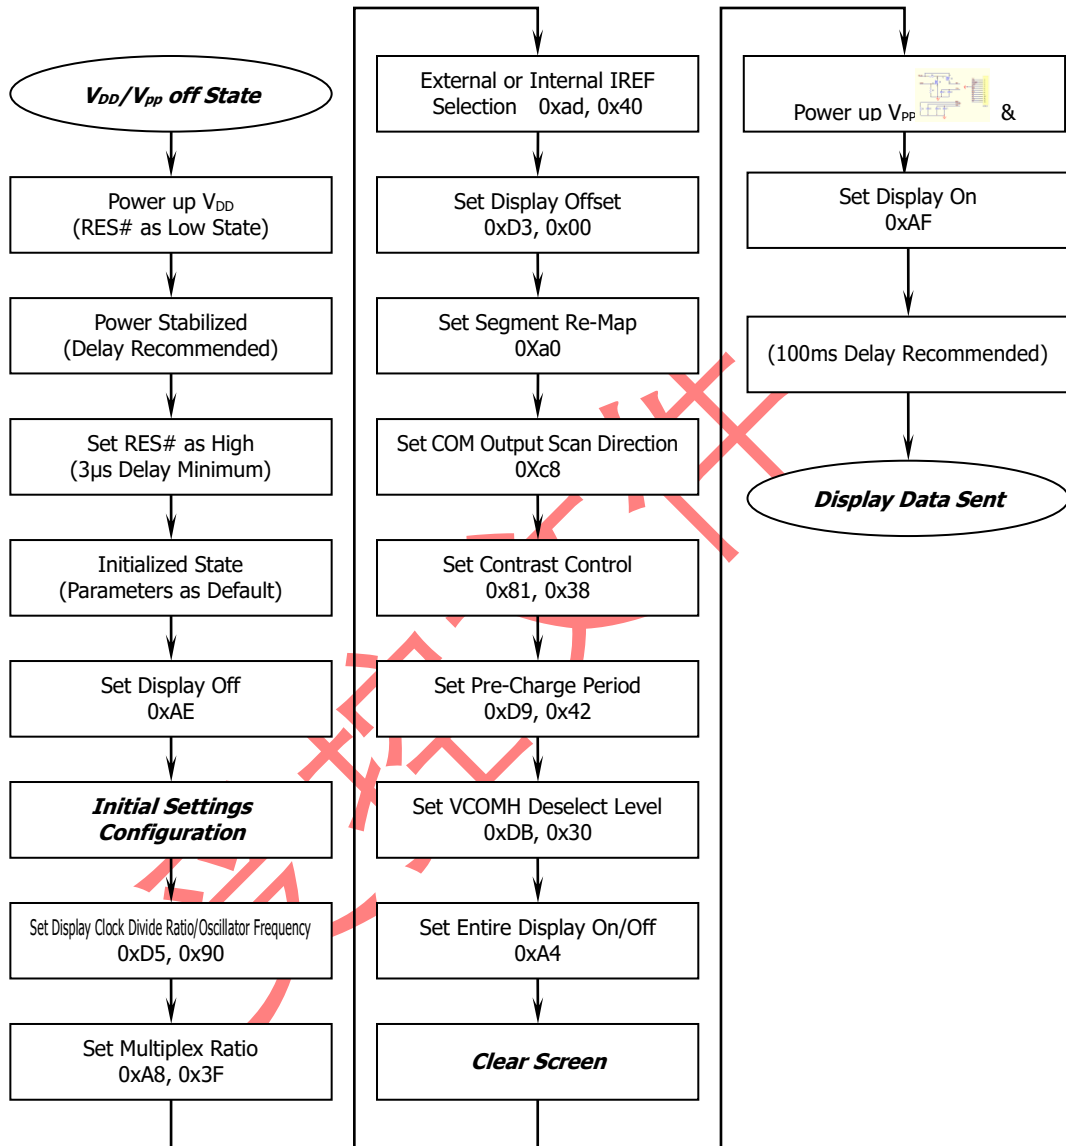 VDD/Vpp off State
Power up VDD
(RES# as Low State)
Power Stabilized
(Delay Recommended)
Set RES# as High
(3µs Delay Minimum)
Initialized State
(Parameters as Default)
Set Display Off
0xAE
Initial Settings
Configuration
Set Display Clock Divide Ratio/Oscillator Frequency
0xD5, 0x90
Set Multiplex Ratio
0xA8, 0x3F
External or Internal IREF
Selection 0xad, 0x40
Set Display Offset
0xD3, 0x00
Set Segment Re-Map
0Xa0
Set COM Output Scan Direction
0Xc8
Set Contrast Control
0x81, 0x38
Set Pre-Charge Period
0xD9, 0x42
Set VCOMH Deselect Level
0xDB, 0x30
Set Entire Display On/Off
0xA4
Clear Screen
Power up VPP &
Set Display On
0xAF
(100ms Delay Recommended)
Display Data Sent